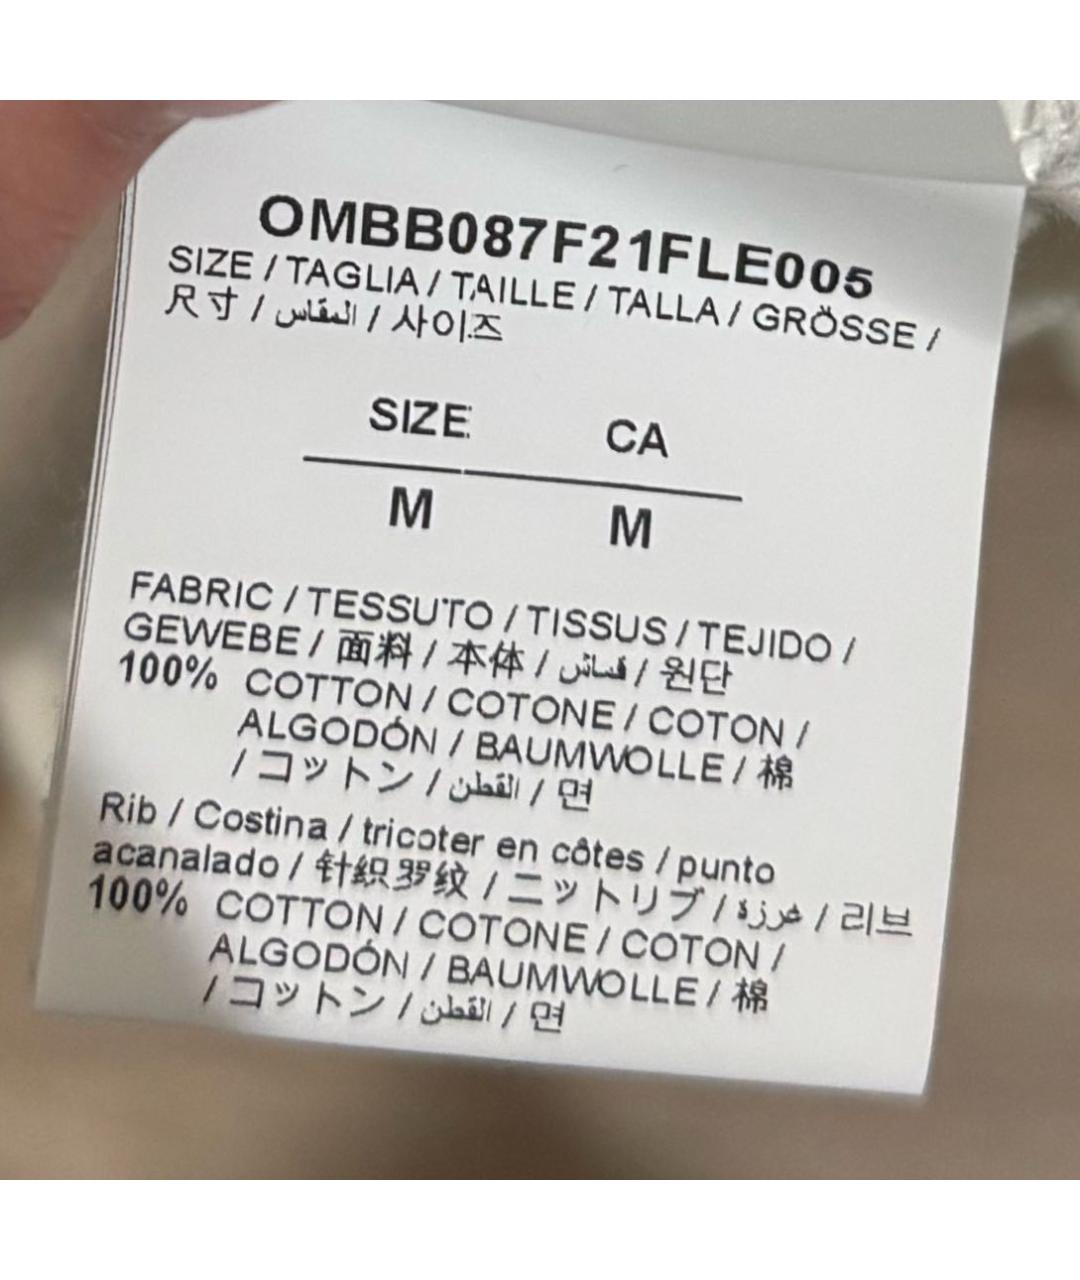 OMBB087F21FLE005
SIZE / TAGLIA / TAILLE / TALLA / GRÖSSE /
尺寸 / المقاس / 사이즈
SIZE CA
M M
FABRIC / TESSUTO / TISSUS / TEJIDO /
GEWEBE / 面料 / 本体 / قماش / 원단
100% COTTON / COTONE / COTON /
ALGODÓN / BAUMWOLLE / 棉
/ コットン / القطن / 면
Rib / Costina / tricoter en côtes / punto
acanalado / 针织罗纹 / ニットリブ / غرزة / 리브
100% COTTON / COTONE / COTON /
ALGODÓN / BAUMWOLLE / 棉
/ コットン / القطن / 면